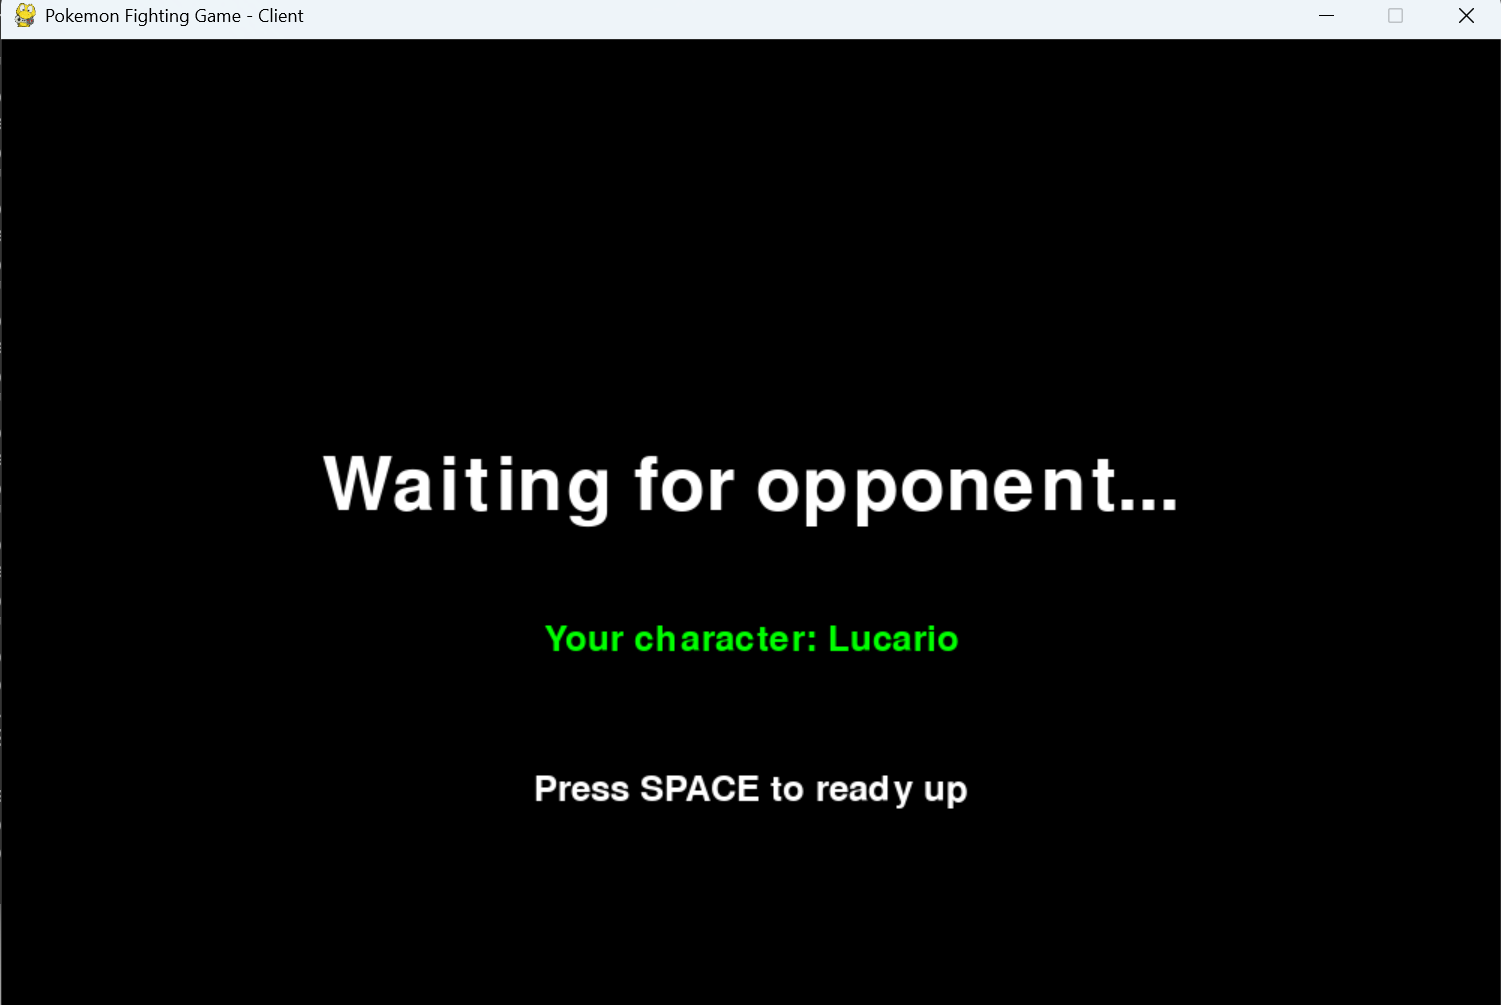 Pokemon Fighting Game - Client
Waiting for opponent...
Your character: Lucario
Press SPACE to ready up